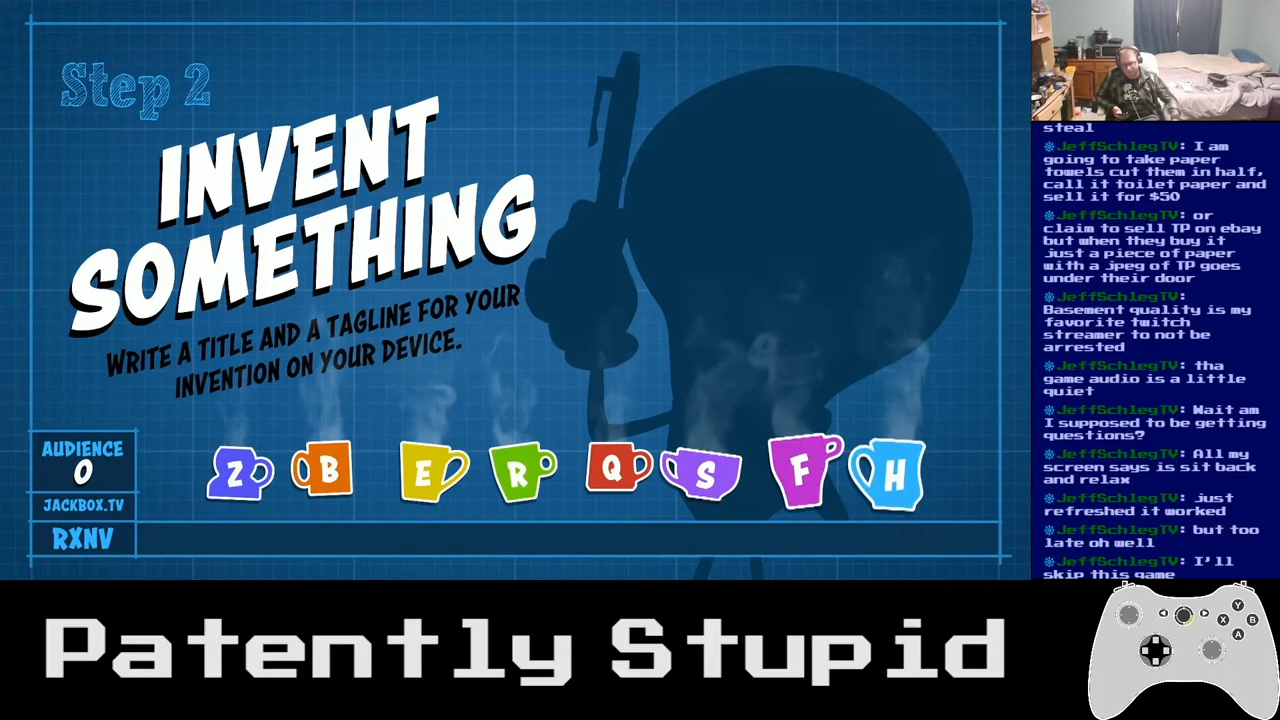 Step 2
INVENT
SOMETHING
WRITE A TITLE AND A TAGLINE FOR YOUR
INVENTION ON YOUR DEVICE.
AUDIENCE
0
JACKBOX.TV
RXNV
Z B E R Q S F H
steal
JeffSchlegTV: I am
going to take paper
towels cut them in half,
call it toilet paper and
sell it for $50
JeffSchlegTV: or
claim to sell TP on ebay
but when they buy it
just a piece of paper
with a jpeg of TP goes
under their door
JeffSchlegTV:
Basement quality is my
favorite twitch
streamer to not be
arrested
JeffSchlegTV: tha
game audio is a little
quiet
JeffSchlegTV: Wait am
I supposed to be getting
questions?
JeffSchlegTV: All my
screen says is sit back
and relax
JeffSchlegTV: just
refreshed it worked
JeffSchlegTV: but too
late oh well
JeffSchlegTV: I'll
skip this game
Patently Stupid
Y
X B
A